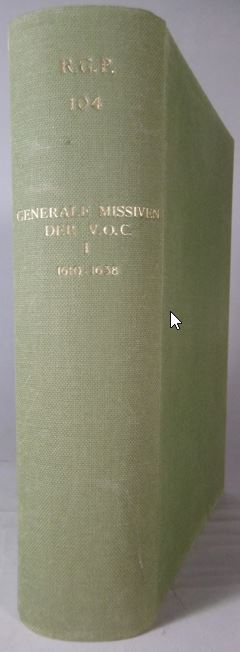 R.G.P.
104
GENERALE MISSIVEN
DER V.O.C.
I
1610-1638